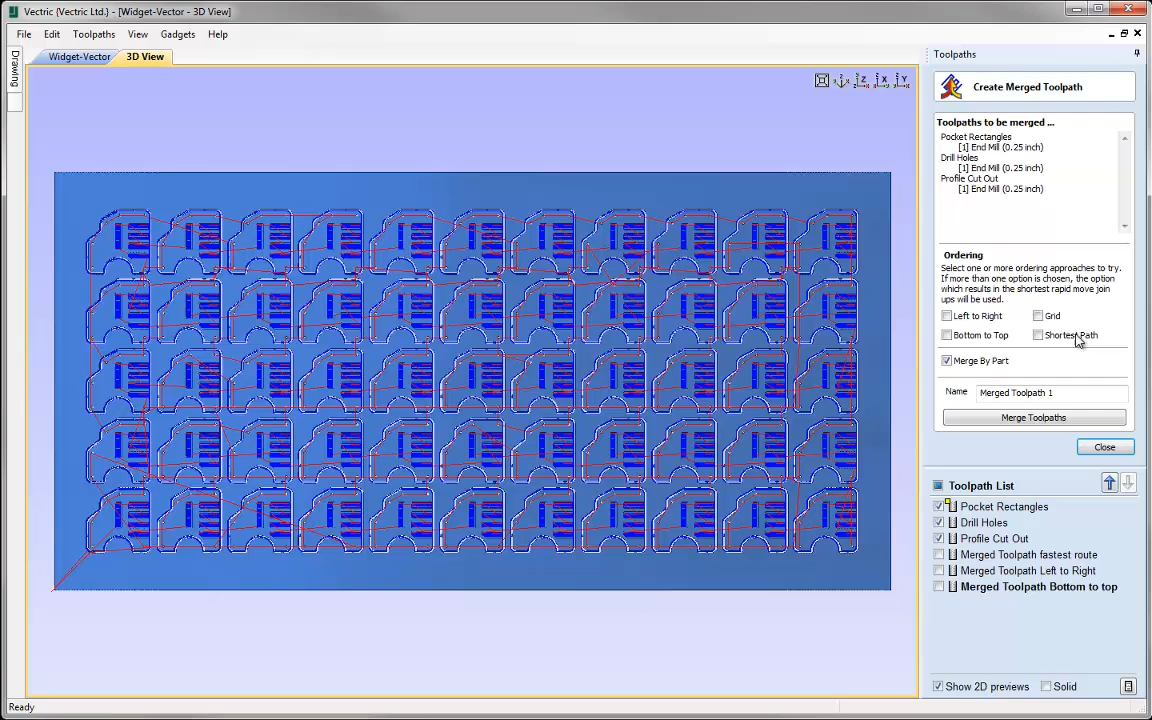 Vectric {Vectric Ltd.} - [Widget-Vector - 3D View]
File Edit Toolpaths View Gadgets Help
Drawing
Widget-Vector
3D View
Z X Y
Toolpaths
Create Merged Toolpath
Toolpaths to be merged ...
Pocket Rectangles
[1] End Mill (0.25 inch)
Drill Holes
[1] End Mill (0.25 inch)
Profile Cut Out
[1] End Mill (0.25 inch)
Ordering
Select one or more ordering approaches to try.
If more than one option is chosen, the option
which results in the shortest rapid move join
ups will be used.
Left to Right Grid
Bottom to Top Shortest Path
Merge By Part
Name Merged Toolpath 1
Merge Toolpaths
Close
Toolpath List
Pocket Rectangles
Drill Holes
Profile Cut Out
Merged Toolpath fastest route
Merged Toolpath Left to Right
Merged Toolpath Bottom to top
Show 2D previews Solid
Ready